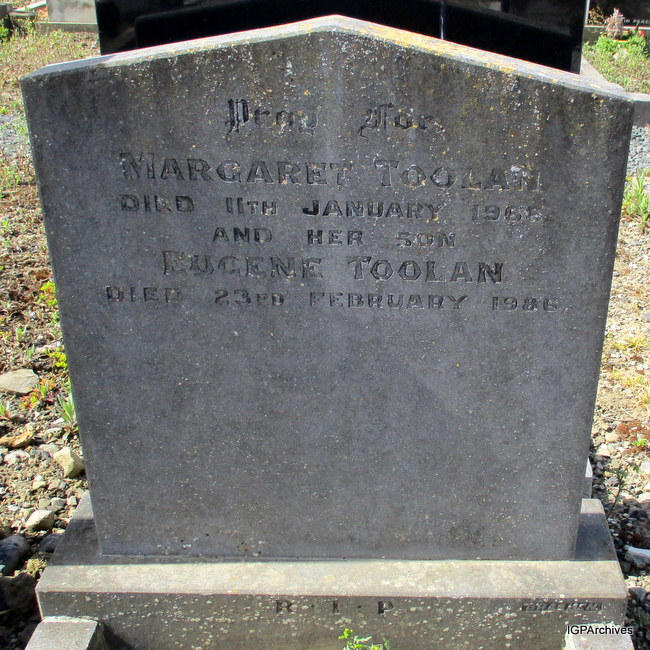 Pray For
MARGARET TOOLAN
DIED 11TH JANUARY
AND HER SON
EUGENE TOOLAN
DIED 23RD FEBRUARY 1986
R · I · P
IGPArchives